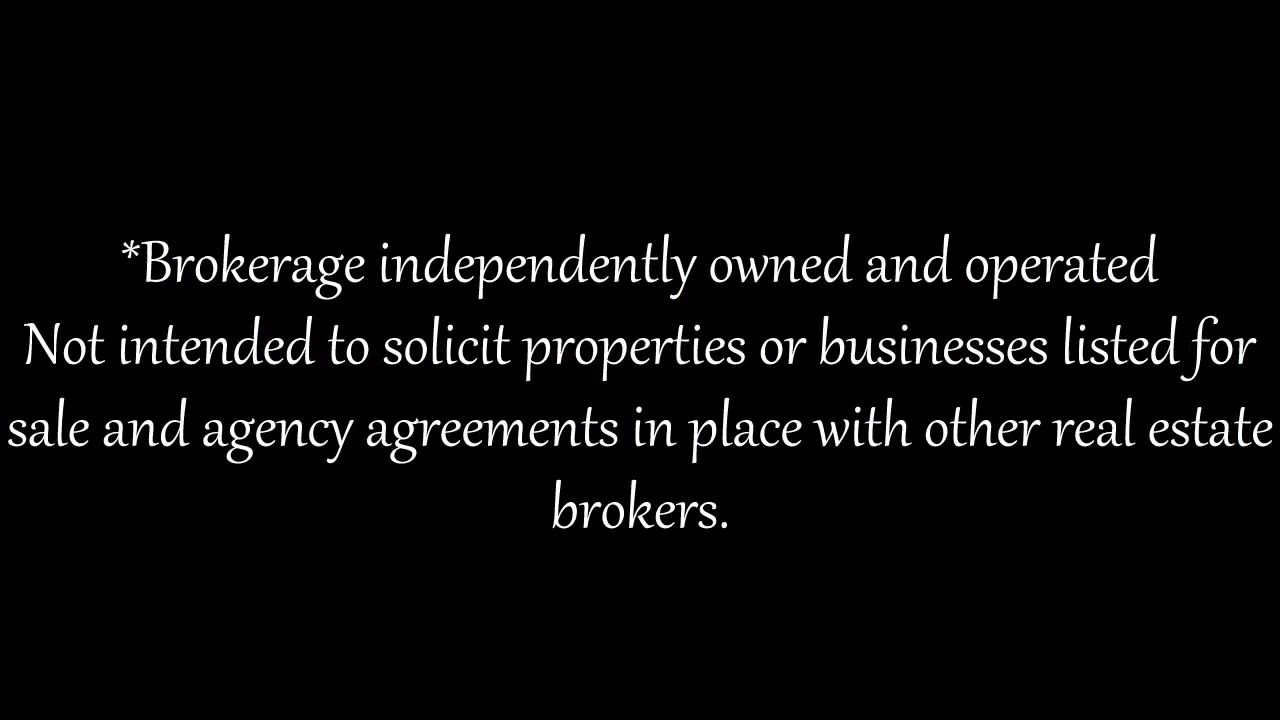 *Brokerage independently owned and operated
Not intended to solicit properties or businesses listed for
sale and agency agreements in place with other real estate
brokers.